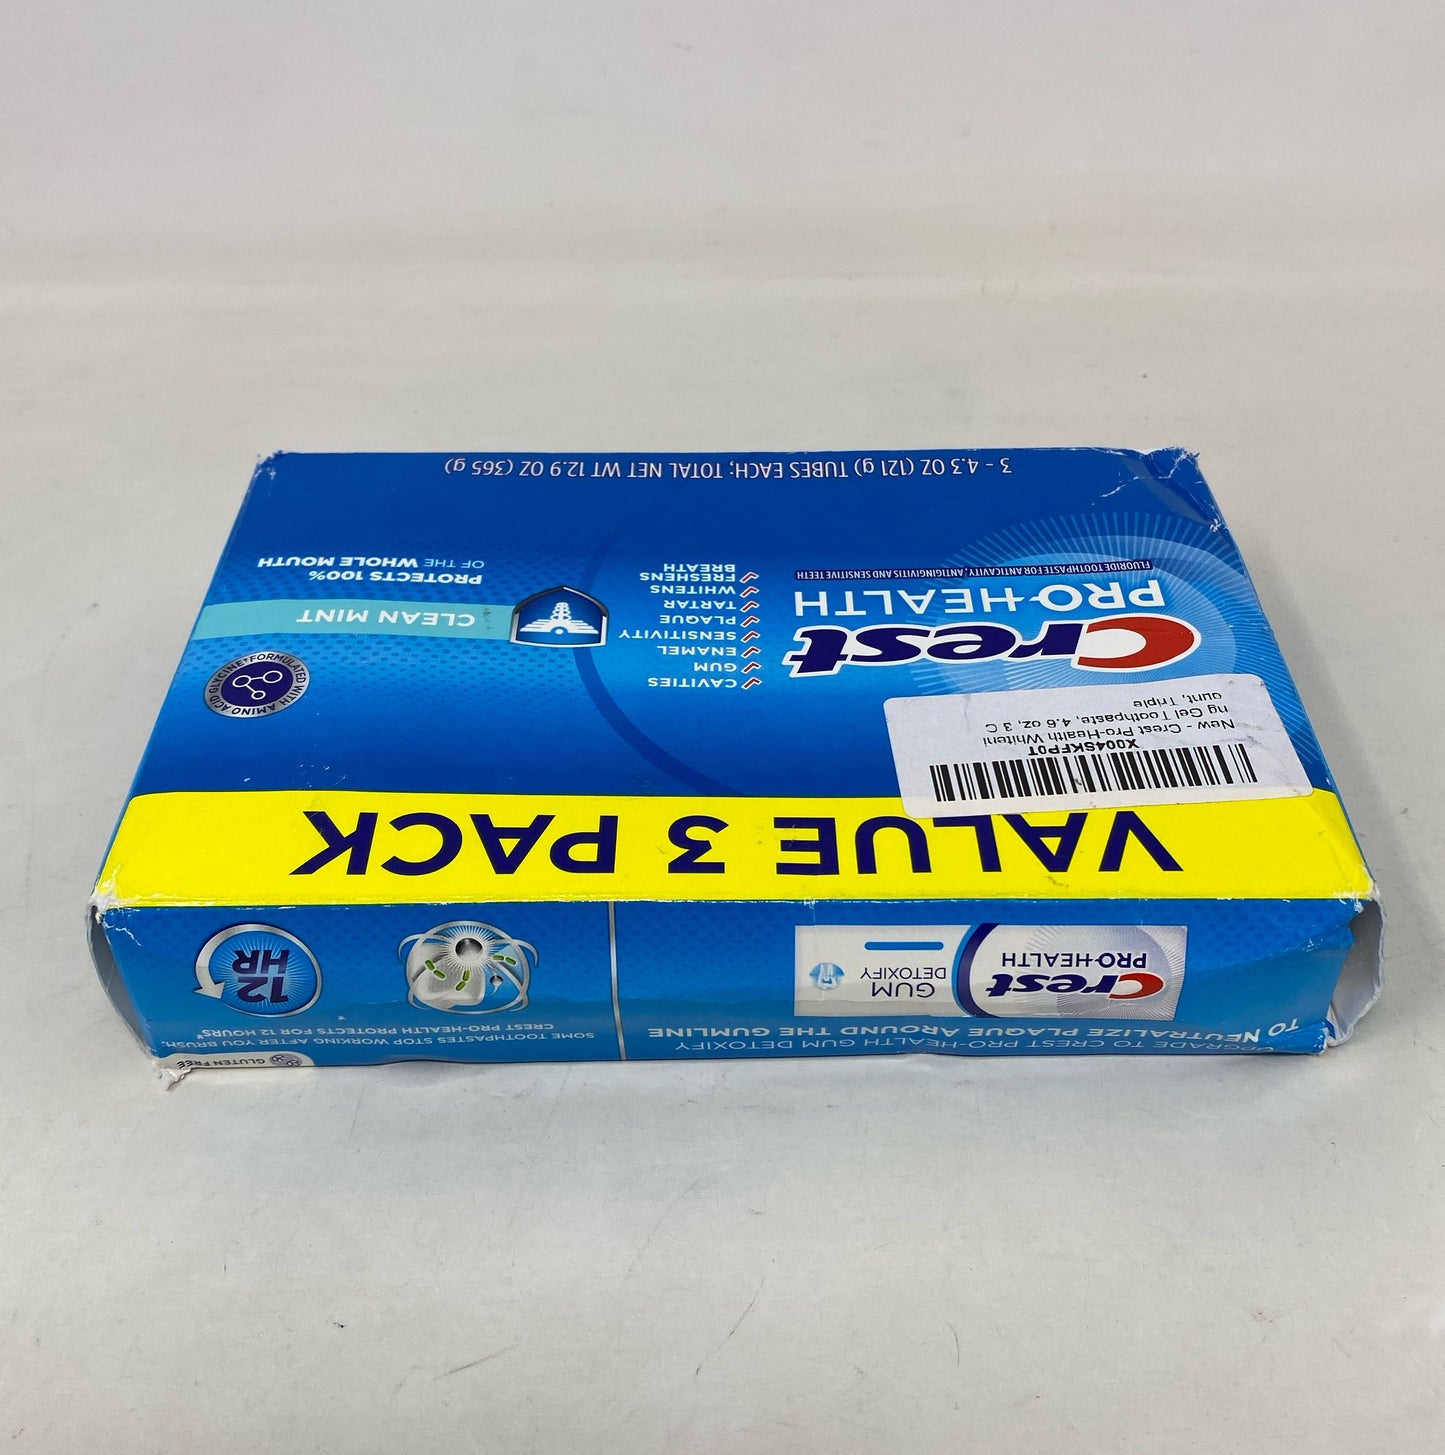 3 - 4.3 OZ (121 g) TUBES EACH; TOTAL NET WT 12.9 OZ (365 g)
VALUE 3 PACK
X004SKFP0T
New - Crest Pro-Health Whiteni
ng Gel Toothpaste, 4.6 oz, 3 C
ount, Triple
Crest
PRO-HEALTH
FLUORIDE TOOTHPASTE FOR ANTICAVITY, ANTIGINGIVITIS AND SENSITIVE TEETH
CAVITIES
GUM
ENAMEL
SENSITIVITY
PLAQUE
TARTAR
WHITENS
FRESHENS
BREATH
FORMULATED WITH AMINO ACID GLYCINE
CLEAN MINT
PROTECTS 100%
OF THE WHOLE MOUTH
UPGRADE TO CREST PRO-HEALTH GUM DETOXIFY
TO NEUTRALIZE PLAQUE AROUND THE GUMLINE
Crest
PRO-HEALTH
GUM
DETOXIFY
SOME TOOTHPASTES STOP WORKING AFTER YOU BRUSH.
CREST PRO-HEALTH PROTECTS FOR 12 HOURS*
12
HR
GLUTEN FREE